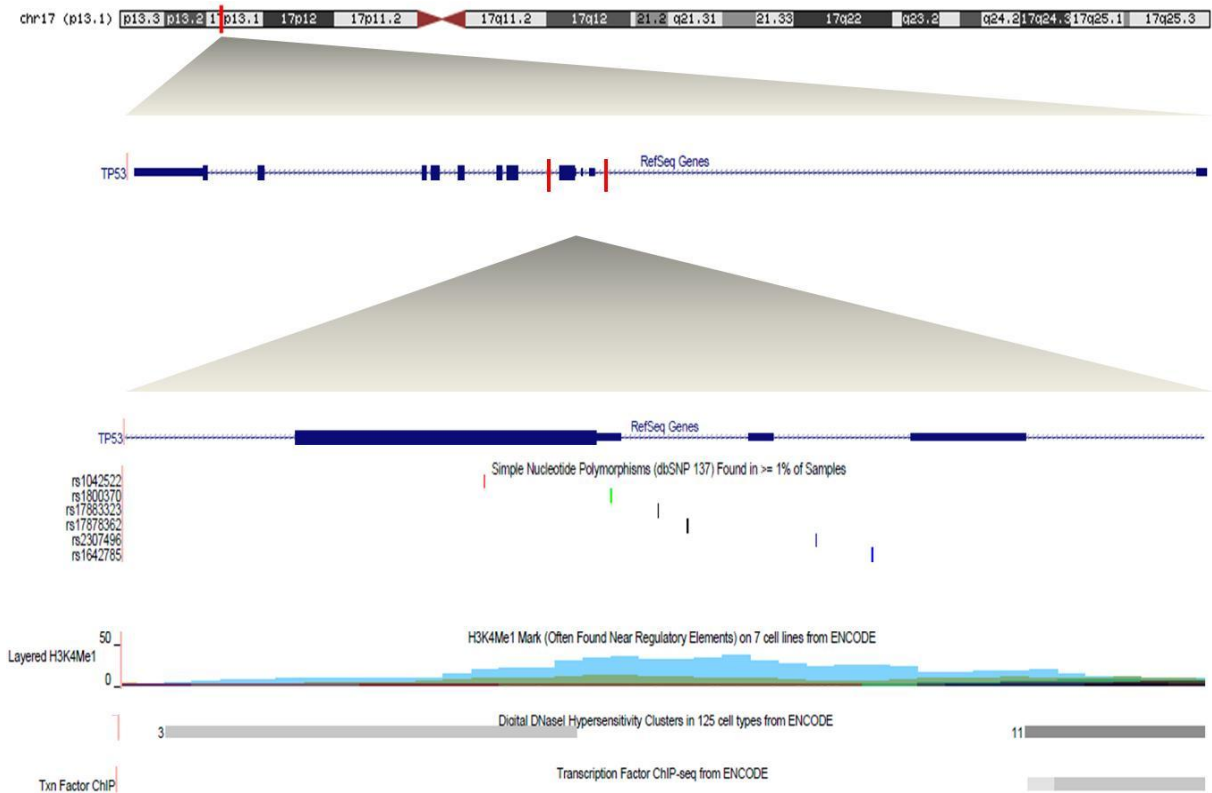 chr17 (p13.1) p13.3 p13.2 17p13.1 17p12 17p11.2 17q11.2 17q12 21.2 q21.31 21.33 17q22 q23.2 q24.2 17q24.3 17q25.1 17q25.3
RefSeq Genes
TP53
RefSeq Genes
TP53
Simple Nucleotide Polymorphisms (dbSNP 137) Found in >= 1% of Samples
rs1042522
rs1800370
rs17883323
rs17878362
rs2307496
rs1642785
50
H3K4Me1 Mark (Often Found Near Regulatory Elements) on 7 cell lines from ENCODE
Layered H3K4Me1
0
Digital DNaseI Hypersensitivity Clusters in 125 cell types from ENCODE
3 11
Transcription Factor ChIP-seq from ENCODE
Txn Factor ChIP